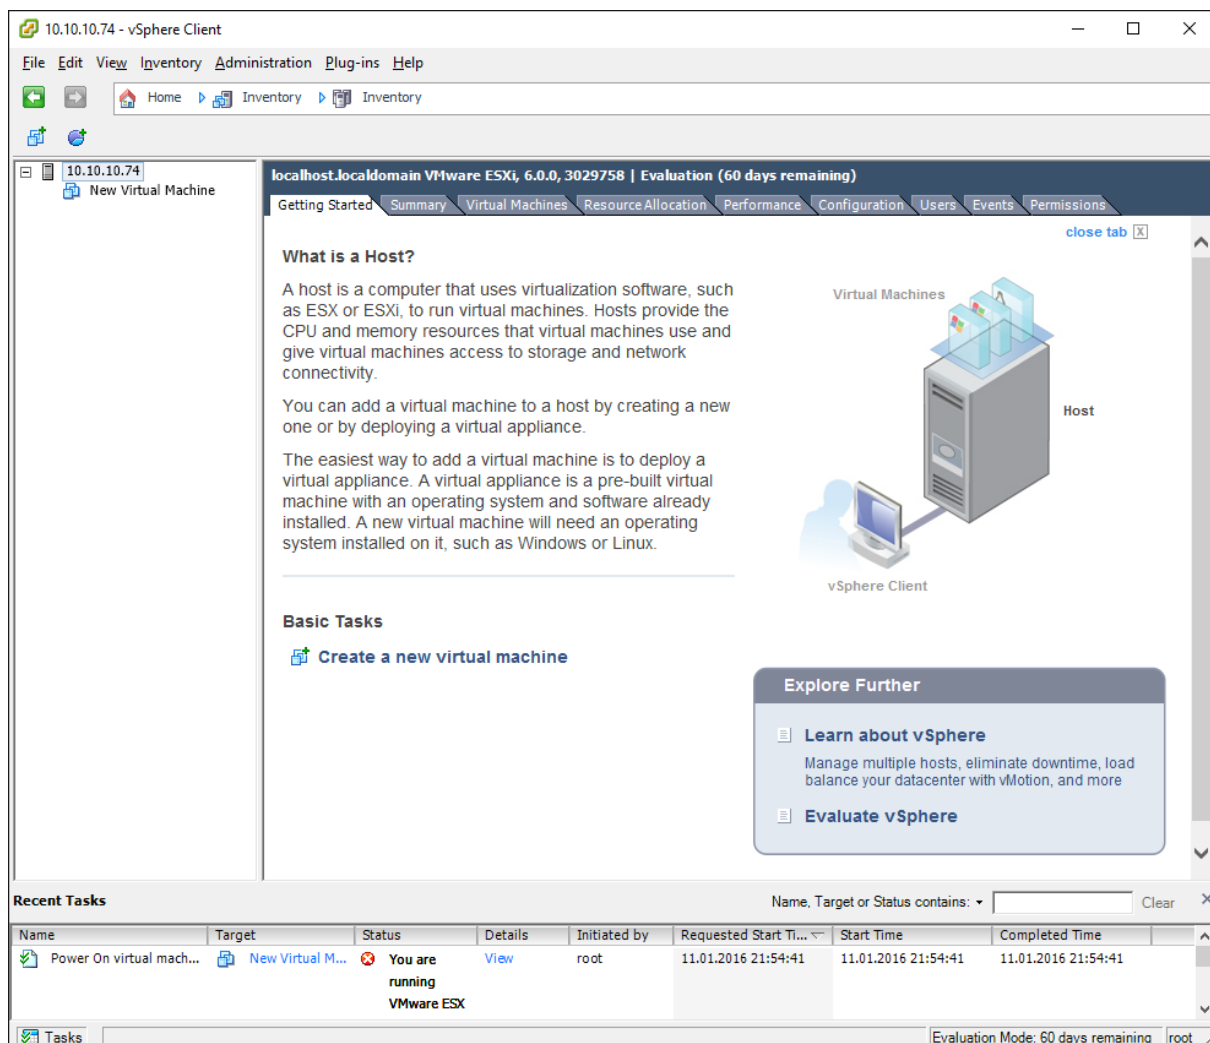 10.10.10.74 - vSphere Client
File Edit View Inventory Administration Plug-ins Help
Home Inventory Inventory
10.10.10.74
New Virtual Machine
localhost.localdomain VMware ESXi, 6.0.0, 3029758 | Evaluation (60 days remaining)
Getting Started Summary Virtual Machines Resource Allocation Performance Configuration Users Events Permissions
close tab X
What is a Host?
A host is a computer that uses virtualization software, such
as ESX or ESXi, to run virtual machines. Hosts provide the
CPU and memory resources that virtual machines use and
give virtual machines access to storage and network
connectivity.
You can add a virtual machine to a host by creating a new
one or by deploying a virtual appliance.
The easiest way to add a virtual machine is to deploy a
virtual appliance. A virtual appliance is a pre-built virtual
machine with an operating system and software already
installed. A new virtual machine will need an operating
system installed on it, such as Windows or Linux.
Virtual Machines
Host
vSphere Client
Basic Tasks
Create a new virtual machine
Explore Further
Learn about vSphere
Manage multiple hosts, eliminate downtime, load
balance your datacenter with vMotion, and more
Evaluate vSphere
Recent Tasks
Name, Target or Status contains: Clear
Name Target Status Details Initiated by Requested Start Ti... Start Time Completed Time
Power On virtual mach... New Virtual M... You are View root 11.01.2016 21:54:41 11.01.2016 21:54:41 11.01.2016 21:54:41
running
VMware ESX
Tasks Evaluation Mode: 60 days remaining root